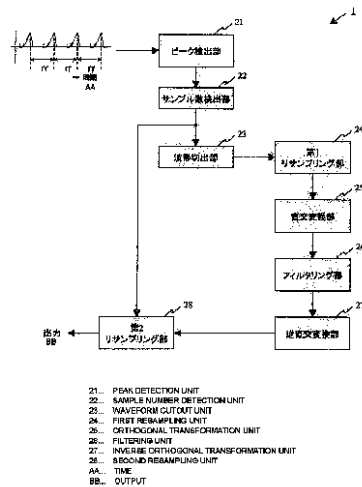 1
21
ピーク検出部
rr rr rr
→ 時間
AA
22
サンプル数検出部
23
波形切出部
24
第1
リサンプリング部
25
直交変換部
26
フィルタリング部
27
逆直交変換部
28
第2
リサンプリング部
出力
BB
21... PEAK DETECTION UNIT
22... SAMPLE NUMBER DETECTION UNIT
23... WAVEFORM CUTOUT UNIT
24... FIRST RESAMPLING UNIT
25... ORTHOGONAL TRANSFORMATION UNIT
26... FILTERING UNIT
27... INVERSE ORTHOGONAL TRANSFORMATION UNIT
28... SECOND RESAMPLING UNIT
AA... TIME
BB... OUTPUT